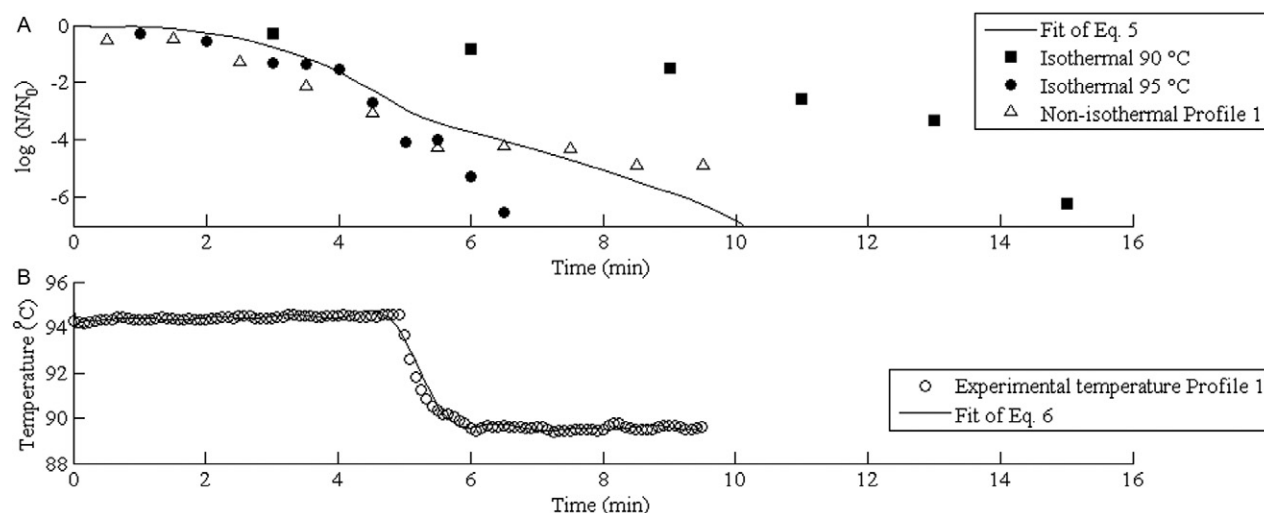 A
0
-2
-4
-6
log (N/N0)
0 2 4 6 8 10 12 14 16
Time (min)
Fit of Eq. 5
Isothermal 90 °C
Isothermal 95 °C
Non-isothermal Profile 1
B
96
94
92
90
88
Temperature (°C)
0 2 4 6 8 10 12 14 16
Time (min)
Experimental temperature Profile 1
Fit of Eq. 6